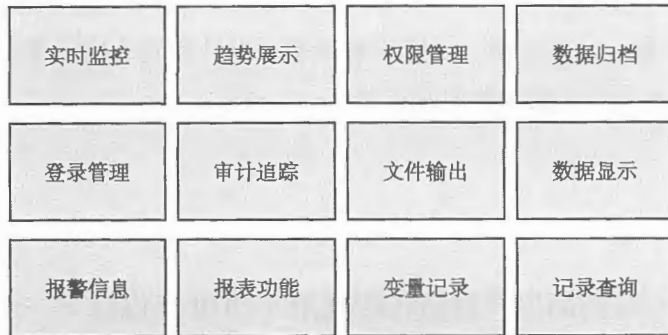 实时监控 趋势展示 权限管理 数据归档
登录管理 审计追踪 文件输出 数据显示
报警信息 报表功能 变量记录 记录查询